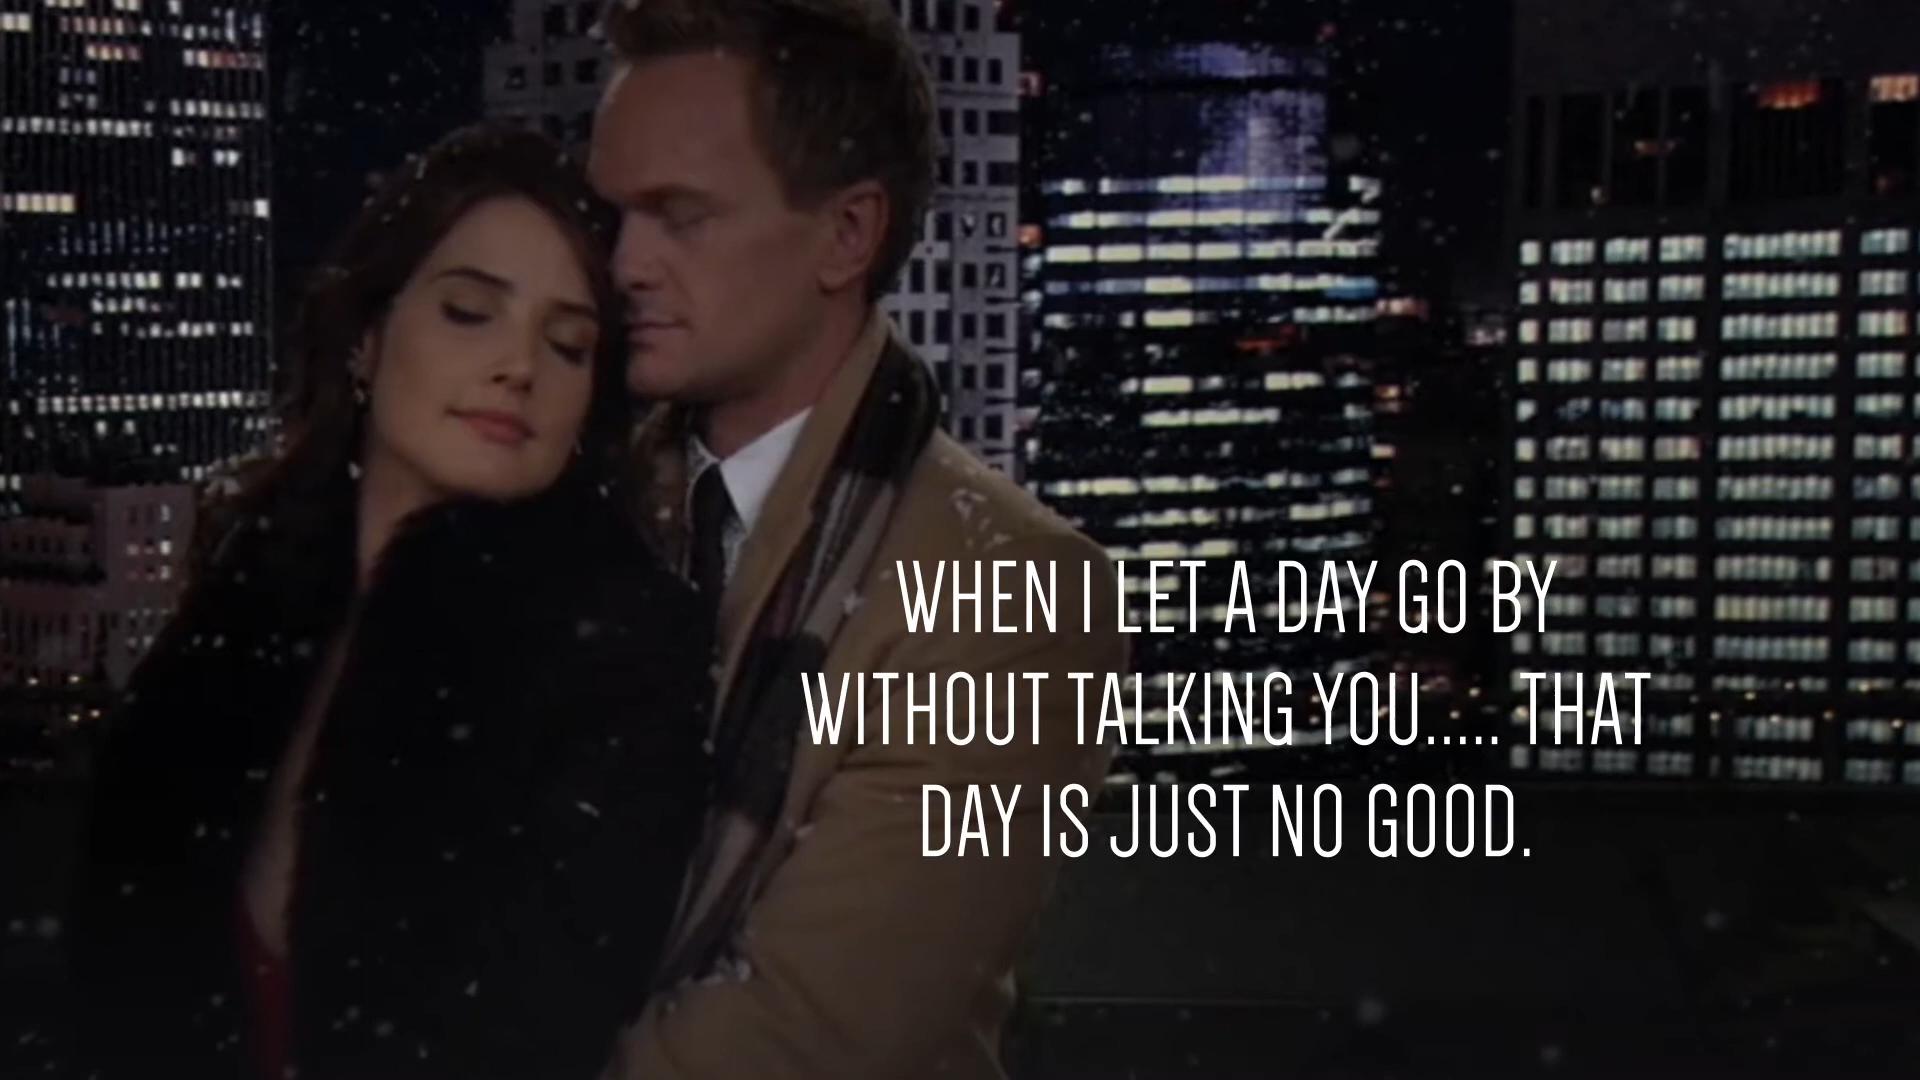 WHEN I LET A DAY GO BY
WITHOUT TALKING YOU..... THAT
DAY IS JUST NO GOOD.